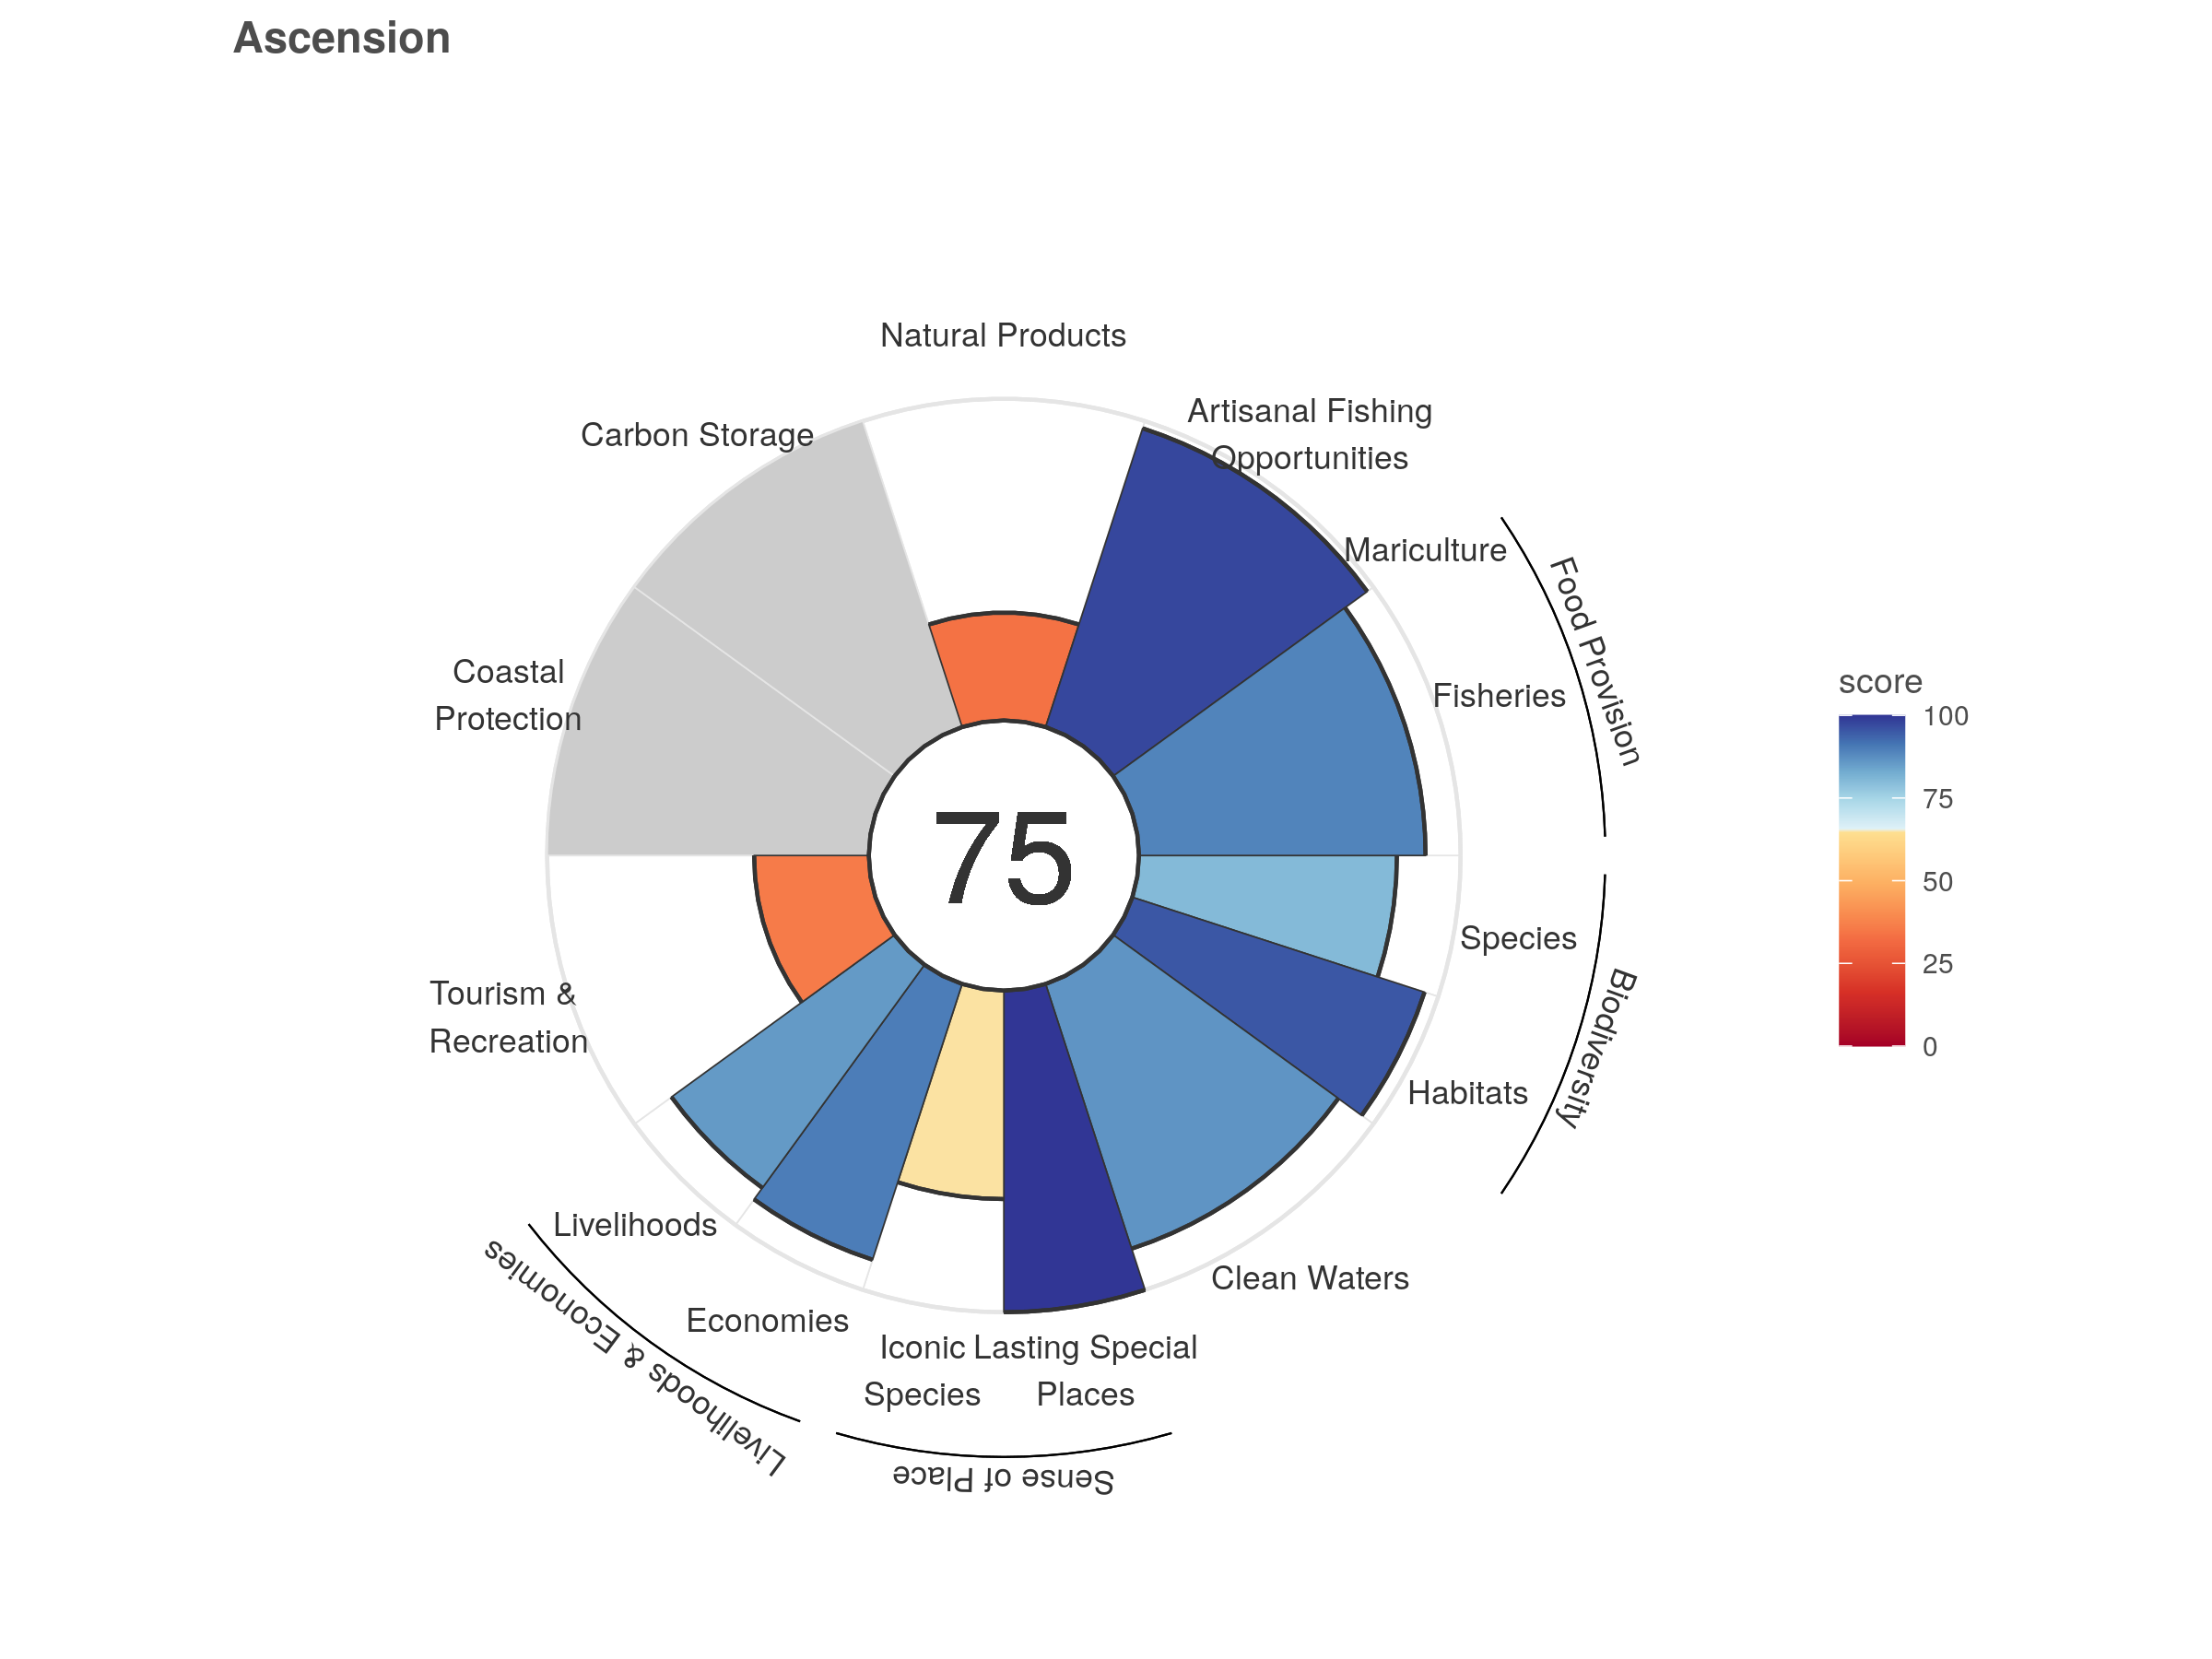 Ascension
Natural Products
Artisanal Fishing
Opportunities
Carbon Storage
Mariculture
Food Provision
Fisheries
Coastal
Protection
score
100
75
50
25
0
75
Species
Biodiversity
Habitats
Tourism &
Recreation
Livelihoods
Livelihoods & Economies
Economies
Clean Waters
Iconic
Species
Lasting Special
Places
Sense of Place